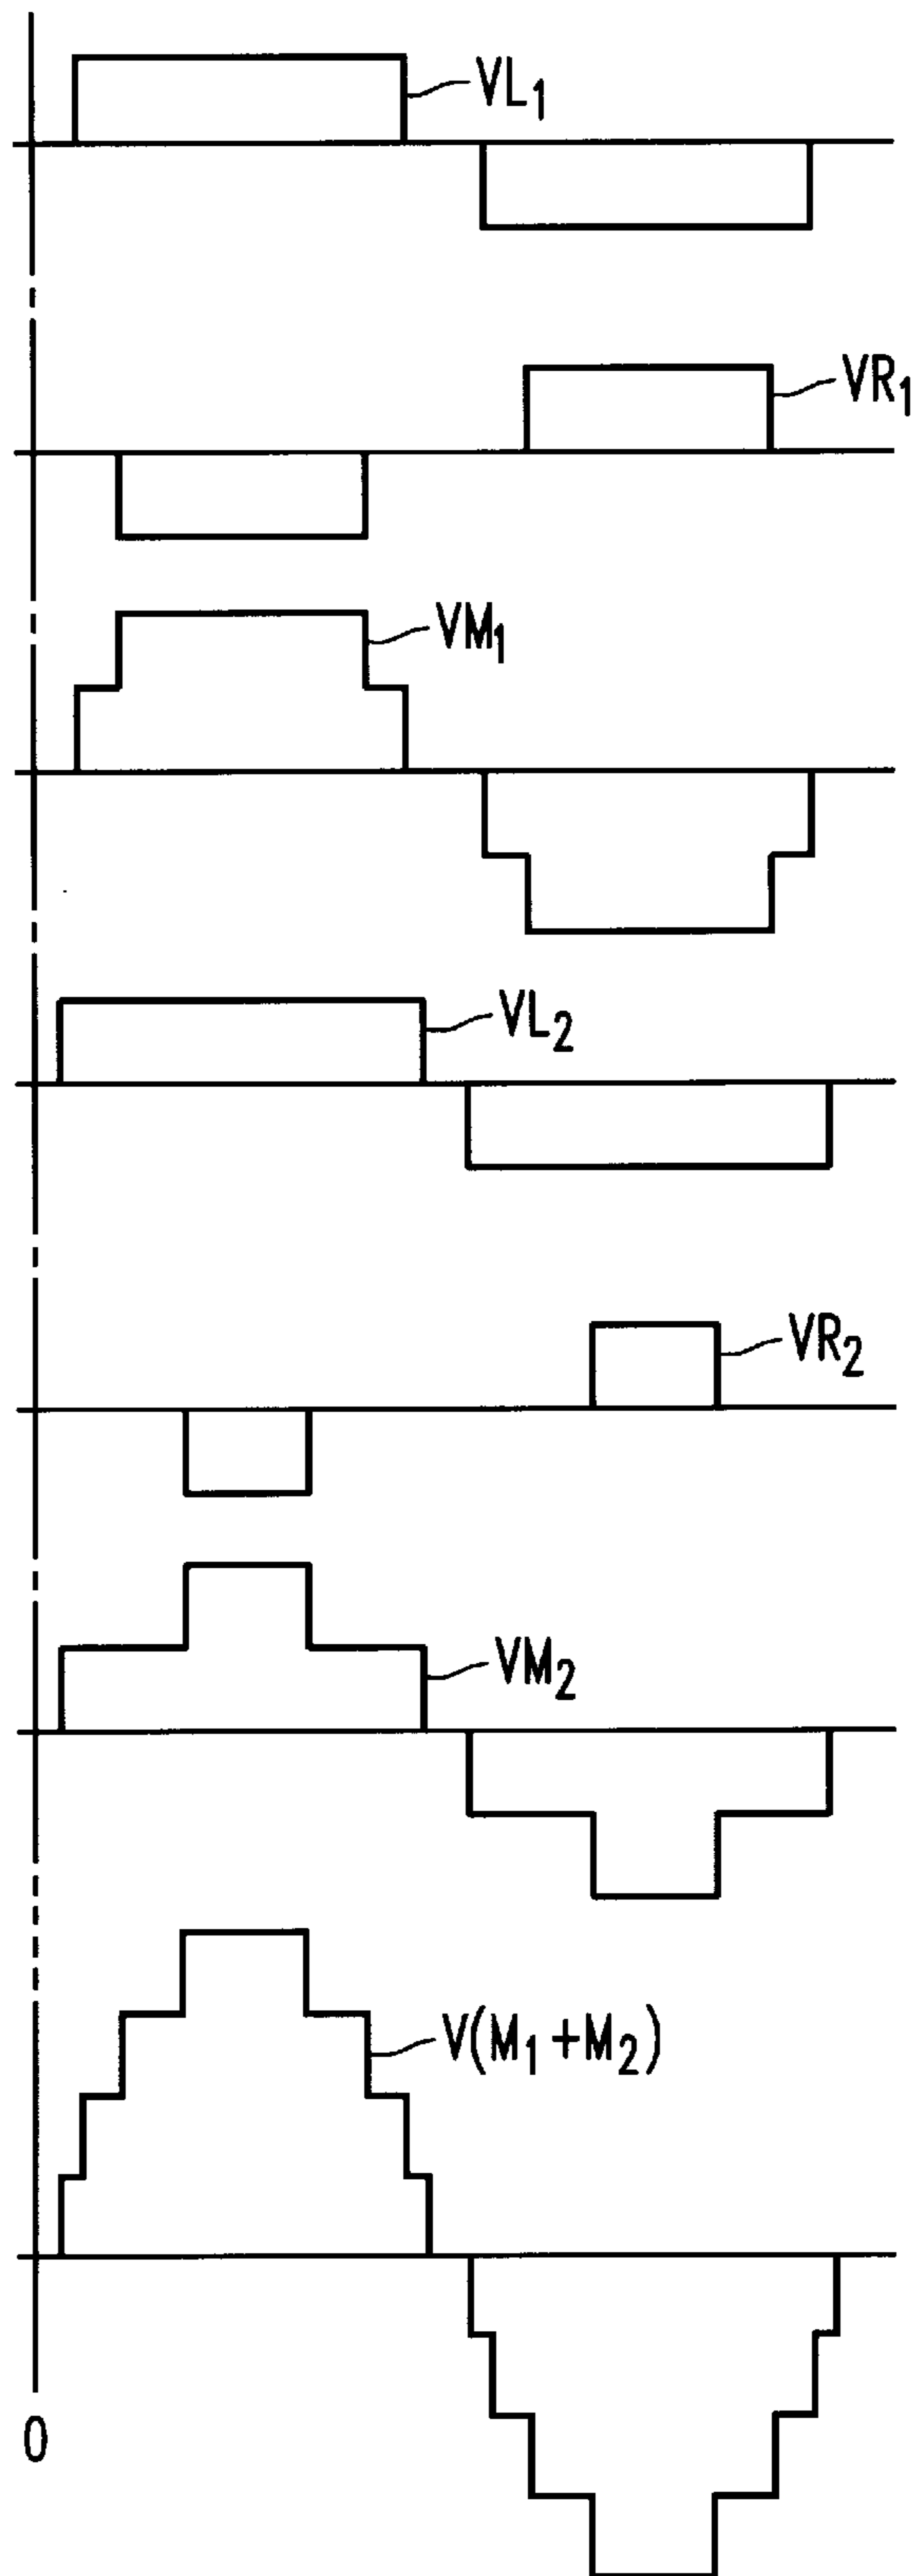 VL₁
VR₁
VM₁
VL₂
VR₂
VM₂
V(M₁+M₂)
0